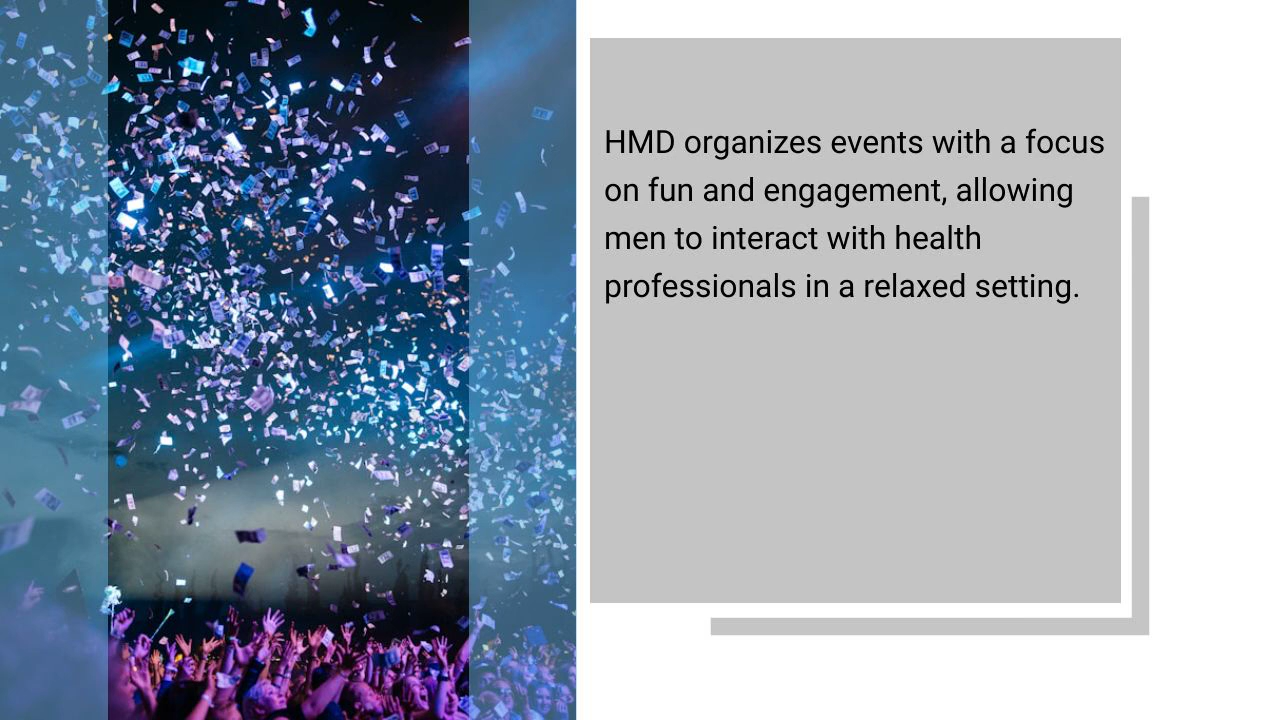 HMD organizes events with a focus
on fun and engagement, allowing
men to interact with health
professionals in a relaxed setting.